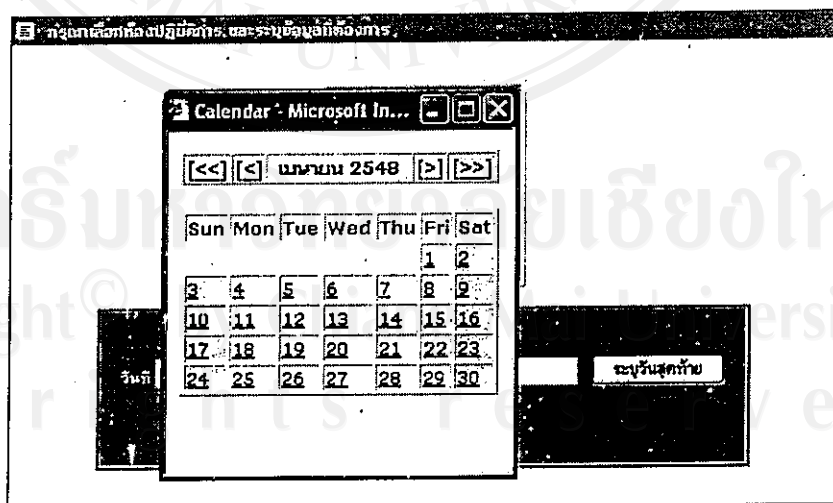 กรุณาเลือกห้องปฏิบัติการ และระบุข้อมูลที่ต้องการ
Calendar - Microsoft In...
[<<] [<] เมษายน 2548 [>] [>>]
Sun Mon Tue Wed Thu Fri Sat
1 2
3 4 5 6 7 8 9
10 11 12 13 14 15 16
17 18 19 20 21 22 23
24 25 26 27 28 29 30
วันที่
ระบุวันสุดท้าย